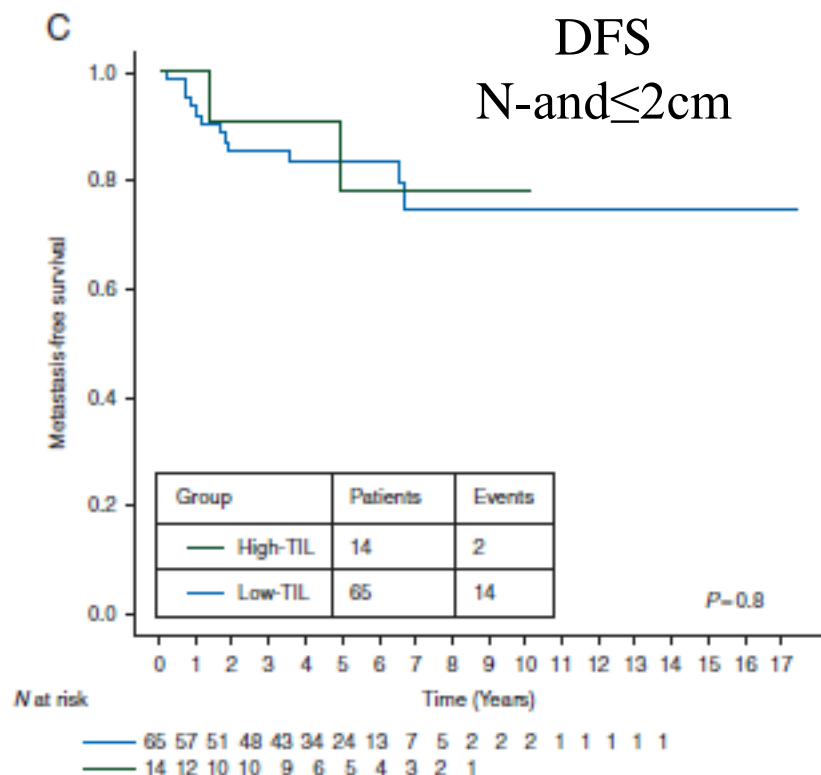 C
DFS
N-and≤2cm
Metastasis-free survival
1.0
0.8
0.6
0.4
0.2
0.0
Group Patients Events
High-TIL 14 2
Low-TIL 65 14
P=0.8
0 1 2 3 4 5 6 7 8 9 10 11 12 13 14 15 16 17
N at risk Time (Years)
65 57 51 48 43 34 24 13 7 5 2 2 2 1 1 1 1 1
14 12 10 10 9 6 5 4 3 2 1